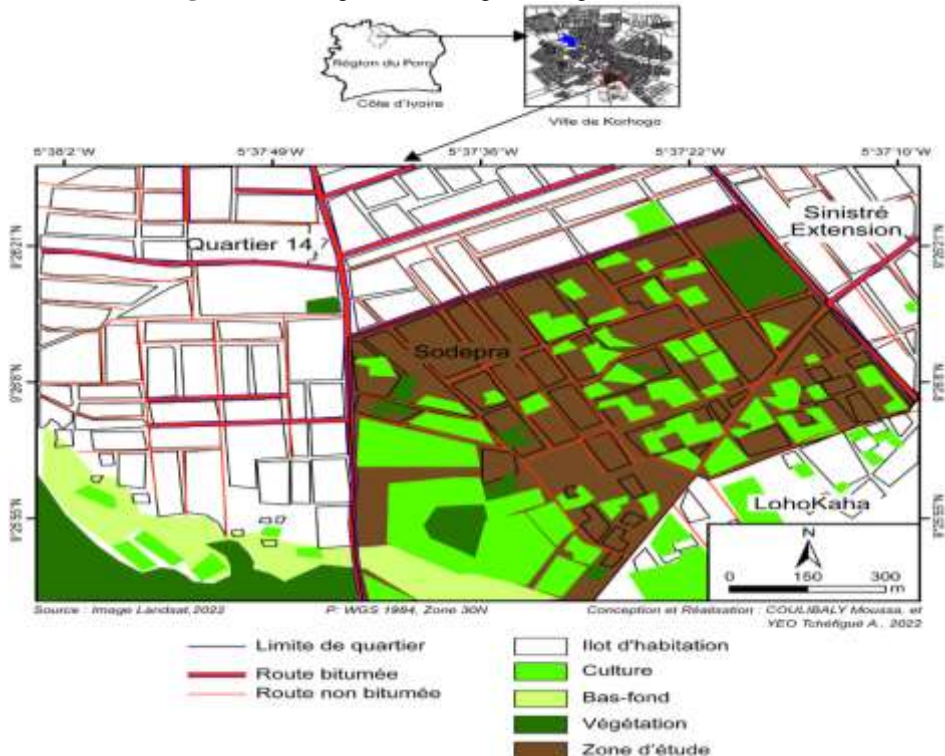 Région du Poro
Côte d'Ivoire
Ville de Korhogo
5°38'2"W 5°37'49"W 5°37'36"W 5°37'22"W 5°37'10"W
Sinistré
Extension
Quartier 14
Sodepra
LohoKaha
N
0 150 300
m
Source : Image Landsat,2022 P: WGS 1984, Zone 30N Conception et Réalisation : COULIBALY Moussa, et
YEO Tchéfigué A., 2022
Limite de quartier
Route bitumée
Route non bitumée
Ilot d'habitation
Culture
Bas-fond
Végétation
Zone d'étude